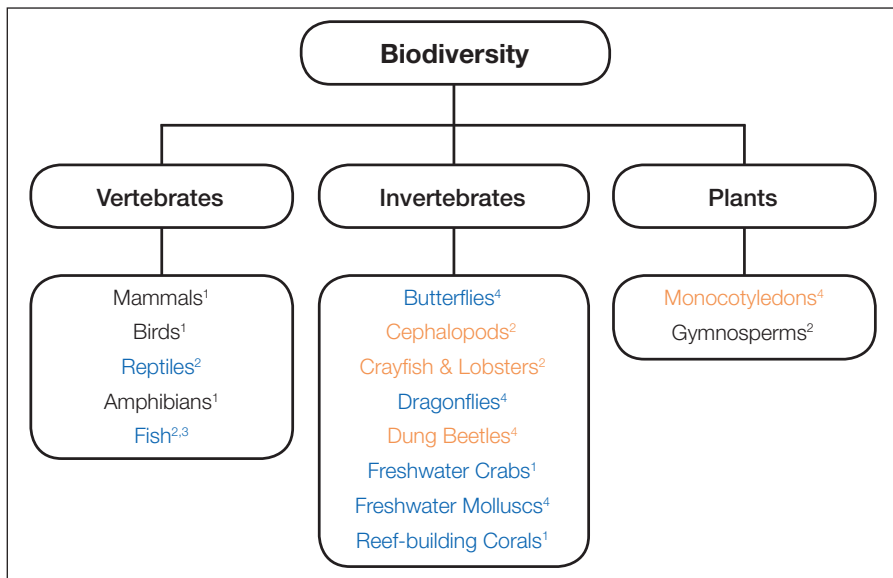 Biodiversity
Vertebrates
Invertebrates
Plants
Mammals¹
Birds¹
Reptiles²
Amphibians¹
Fish²,³
Butterflies⁴
Cephalopods²
Crayfish & Lobsters²
Dragonflies⁴
Dung Beetles⁴
Freshwater Crabs¹
Freshwater Molluscs⁴
Reef-building Corals¹
Monocotyledons⁴
Gymnosperms²